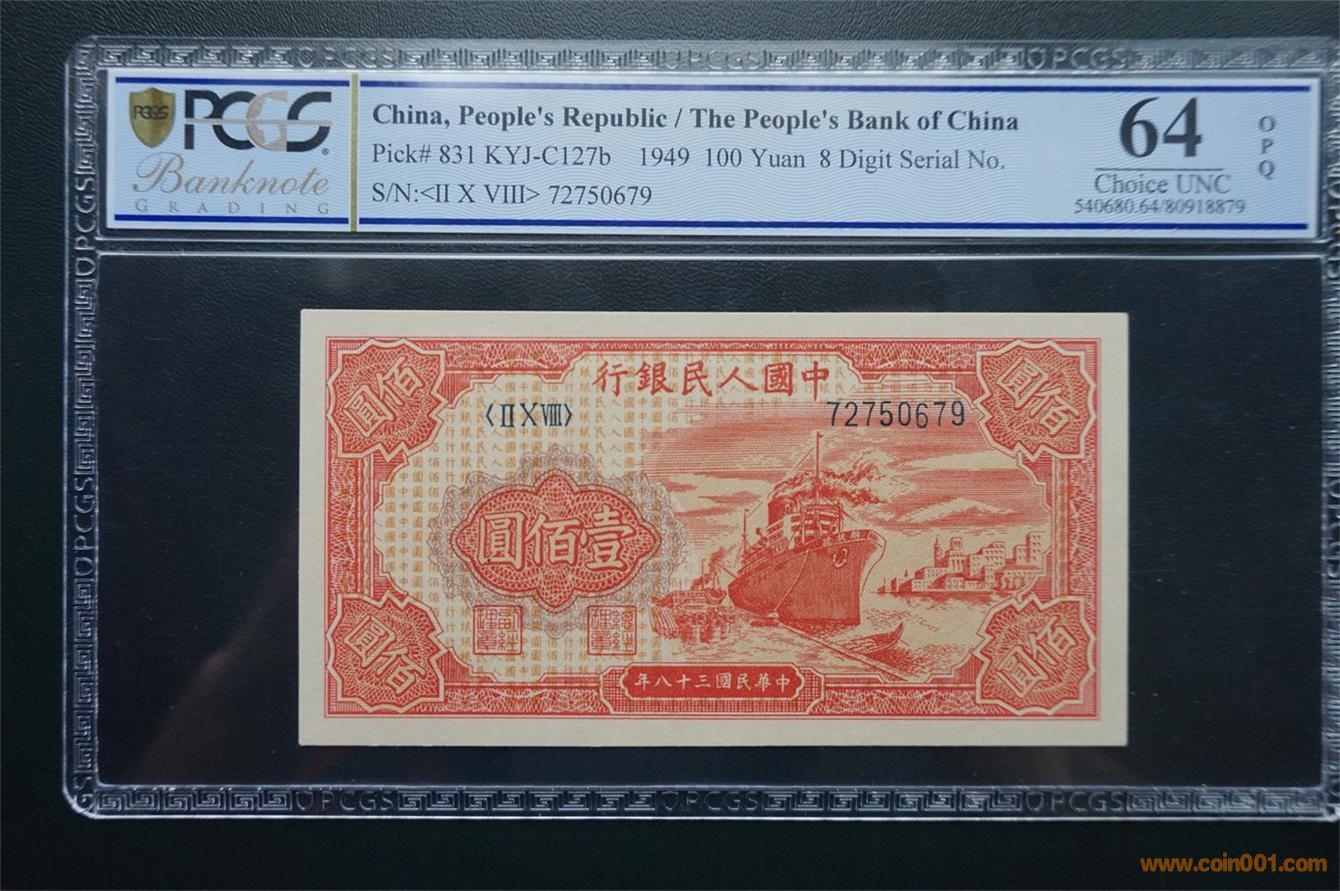 PCGS
PCGS
Banknote
GRADING
China, People's Republic / The People's Bank of China
Pick# 831 KYJ-C127b 1949 100 Yuan 8 Digit Serial No.
S/N:<II X VIII> 72750679
64
Choice UNC
540680.64/80918879
OPQ
行銀民人國中
圓佰
圓佰
<II X VIII>
72750679
圓佰壹
圓佰
圓佰
年八十三國民華中
www.coin001.com